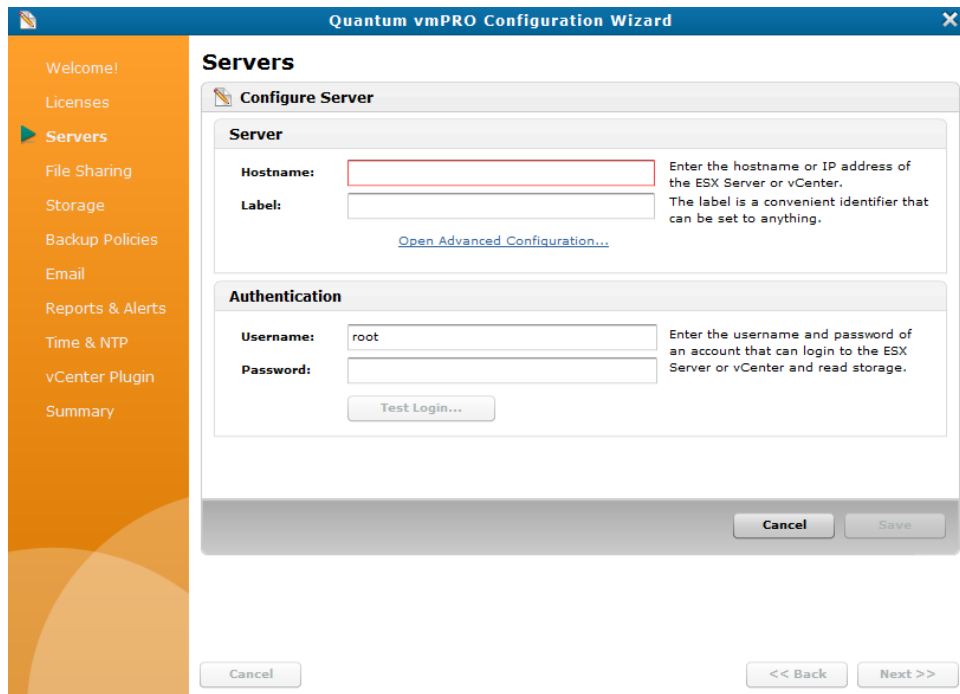 Quantum vmPRO Configuration Wizard
Welcome!
Licenses
Servers
File Sharing
Storage
Backup Policies
Email
Reports & Alerts
Time & NTP
vCenter Plugin
Summary
Servers
Configure Server
Server
Hostname:
Enter the hostname or IP address of
the ESX Server or vCenter.
Label:
The label is a convenient identifier that
can be set to anything.
Open Advanced Configuration...
Authentication
Username:
root
Enter the username and password of
an account that can login to the ESX
Server or vCenter and read storage.
Password:
Test Login...
Cancel
Save
Cancel
<< Back
Next >>